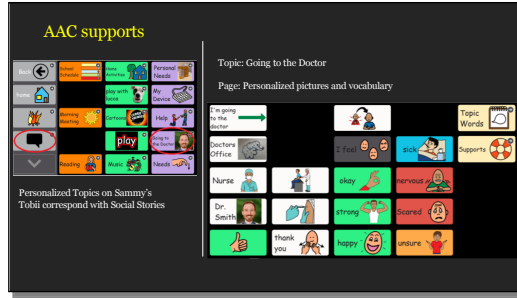 AAC supports
Back
School
Schedule
Home
Activities
Personal
Needs
home
play with
lucas
My
Device
Morning
Meeting
Cartoons
Help
play
Going to
the Doctor
Reading
Music
Needs
Personalized Topics on Sammy's
Tobii correspond with Social Stories
Topic: Going to the Doctor
Page: Personalized pictures and vocabulary
I'm going
to the
doctor
Topic
Words
Doctors
Office
I feel
sick
Supports
Nurse
okay
nervous
Dr.
Smith
strong
Scared
thank
you
happy
unsure